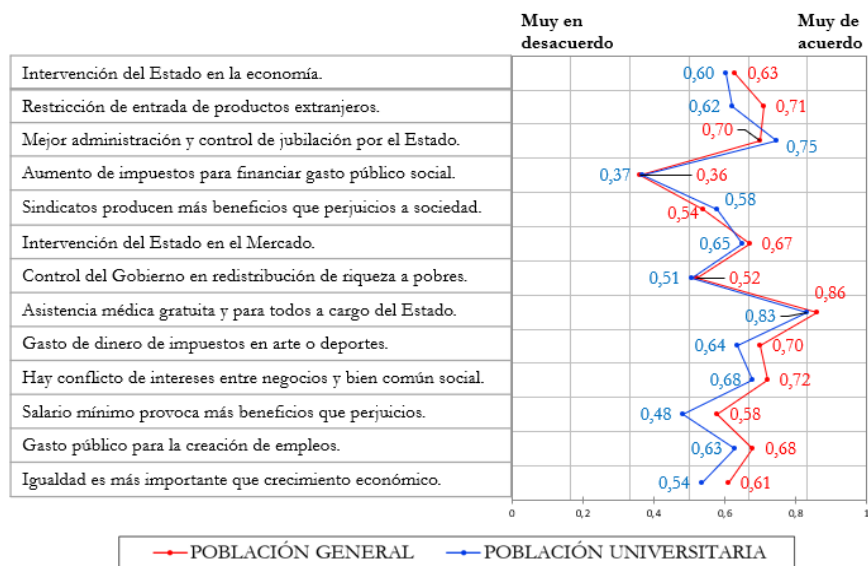 Muy en desacuerdo
Muy de acuerdo
Intervención del Estado en la economía.
0,60
0,63
Restricción de entrada de productos extranjeros.
0,62
0,71
Mejor administración y control de jubilación por el Estado.
0,70
0,75
Aumento de impuestos para financiar gasto público social.
0,37
0,36
Sindicatos producen más beneficios que perjuicios a sociedad.
0,54
0,58
Intervención del Estado en el Mercado.
0,65
0,67
Control del Gobierno en redistribución de riqueza a pobres.
0,51
0,52
Asistencia médica gratuita y para todos a cargo del Estado.
0,83
0,86
Gasto de dinero de impuestos en arte o deportes.
0,64
0,70
Hay conflicto de intereses entre negocios y bien común social.
0,68
0,72
Salario mínimo provoca más beneficios que perjuicios.
0,48
0,58
Gasto público para la creación de empleos.
0,63
0,68
Igualdad es más importante que crecimiento económico.
0,54
0,61
0 0,2 0,4 0,6 0,8 1
POBLACIÓN GENERAL
POBLACIÓN UNIVERSITARIA